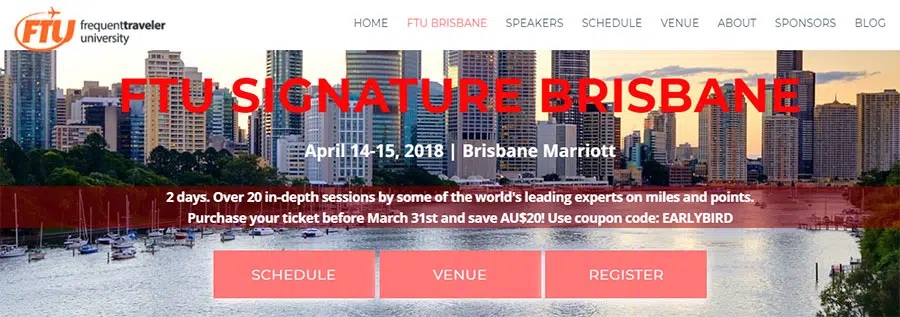 FTU
frequenttraveler
university
HOME FTU BRISBANE SPEAKERS SCHEDULE VENUE ABOUT SPONSORS BLOG
FTU SIGNATURE BRISBANE
April 14-15, 2018 | Brisbane Marriott
2 days. Over 20 in-depth sessions by some of the world's leading experts on miles and points.
Purchase your ticket before March 31st and save AU$20! Use coupon code: EARLYBIRD
SCHEDULE VENUE REGISTER